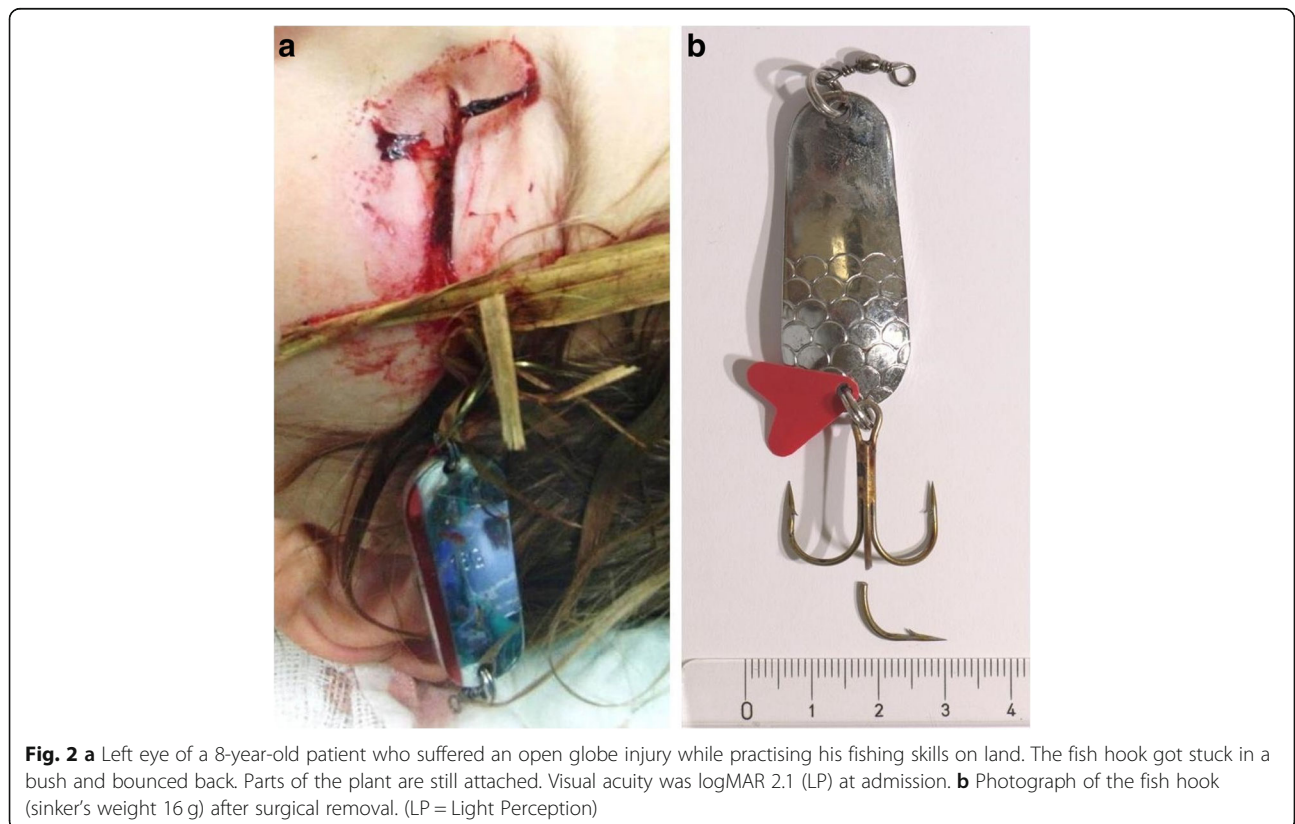 a
b
0 1 2 3 4
Fig. 2 a Left eye of a 8-year-old patient who suffered an open globe injury while practising his fishing skills on land. The fish hook got stuck in a
bush and bounced back. Parts of the plant are still attached. Visual acuity was logMAR 2.1 (LP) at admission. b Photograph of the fish hook
(sinker's weight 16 g) after surgical removal. (LP = Light Perception)